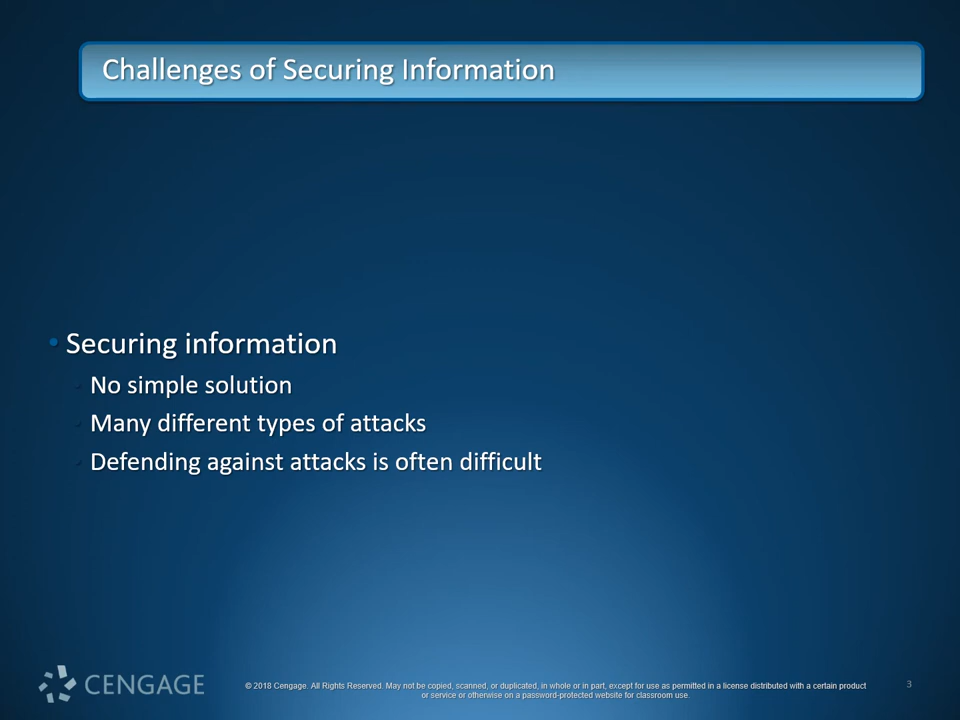 Challenges of Securing Information
• Securing information
• No simple solution
• Many different types of attacks
• Defending against attacks is often difficult
CENGAGE
© 2018 Cengage. All Rights Reserved. May not be copied, scanned, or duplicated, in whole or in part, except for use as permitted in a license distributed with a certain product
or service or otherwise on a password-protected website for classroom use.
3